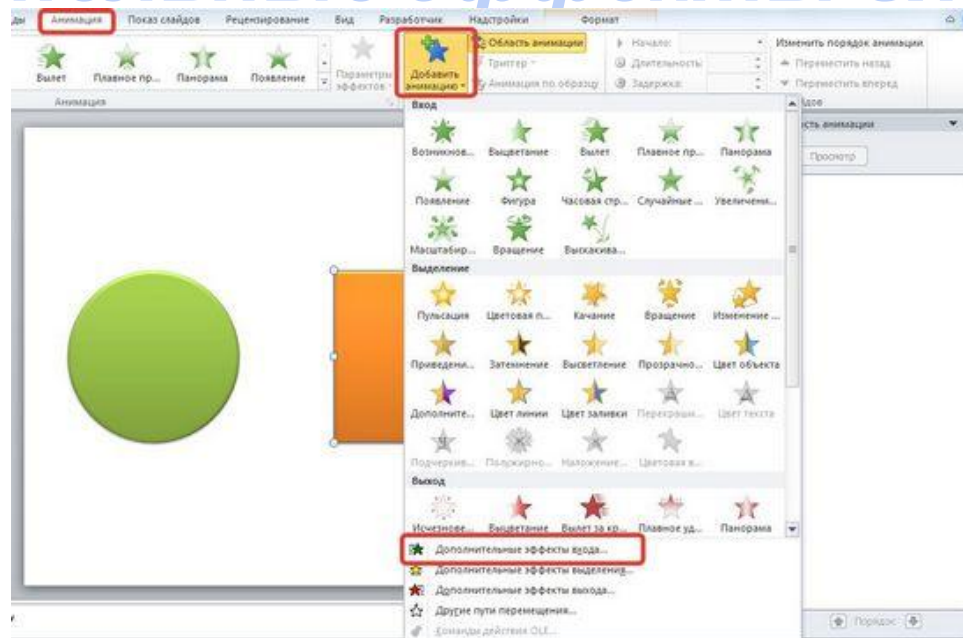 Анимация Показ слайдов Рецензирование Вид Разработчик Надстройки Формат
Добавить анимацию
Область анимации
Начало:
Изменить порядок анимации
Вылет Плавное пр... Панорама Появление
Параметры эффектов
Триггер
Длительность:
Переместить назад
Анимация по образцу
Задержка:
Переместить вперед
Анимация
Вход
Возникнов... Выцветание Вылет Плавное пр... Панорама
Просмотр
Появление Фигура Часовая стр... Случайные ... Увеличени...
Масштабир... Вращение Выскакива...
Выделение
Пульсация Цветовая п... Качание Вращение Изменение ...
Приведени... Затемнение Высветление Прозрачно... Цвет объекта
Дополните... Цвет линии Цвет заливки Перекраши... Цвет текста
Подчеркив... Полужирно... Наложение... Цветовая в...
Выход
Исчезнове... Выцветание Вылет за кр... Плавное уд... Панорама
Дополнительные эффекты входа...
Дополнительные эффекты выделения...
Дополнительные эффекты выхода...
Другие пути перемещения...
Команды действия OLE...
Порядок